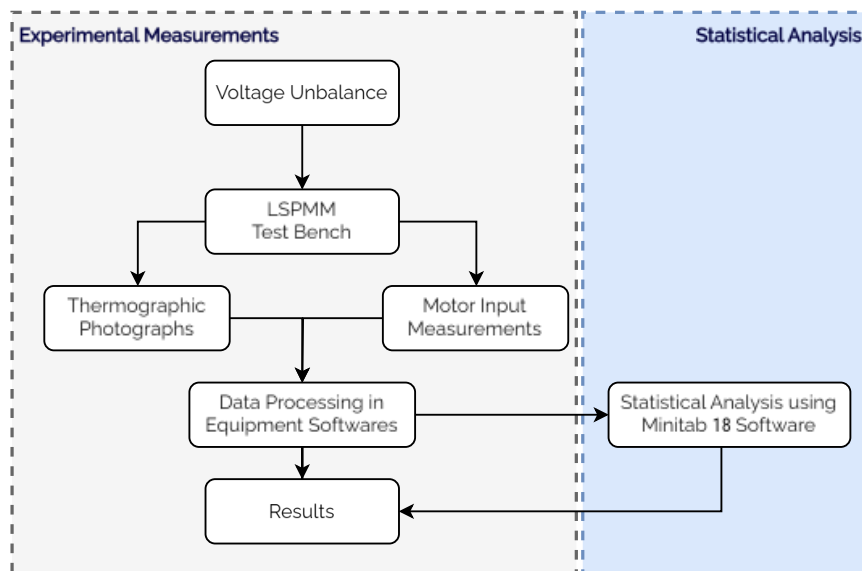 Experimental Measurements
Statistical Analysis
Voltage Unbalance
LSPMM
Test Bench
Thermographic
Photographs
Motor Input
Measurements
Data Processing in
Equipment Softwares
Statistical Analysis using
Minitab 18 Software
Results